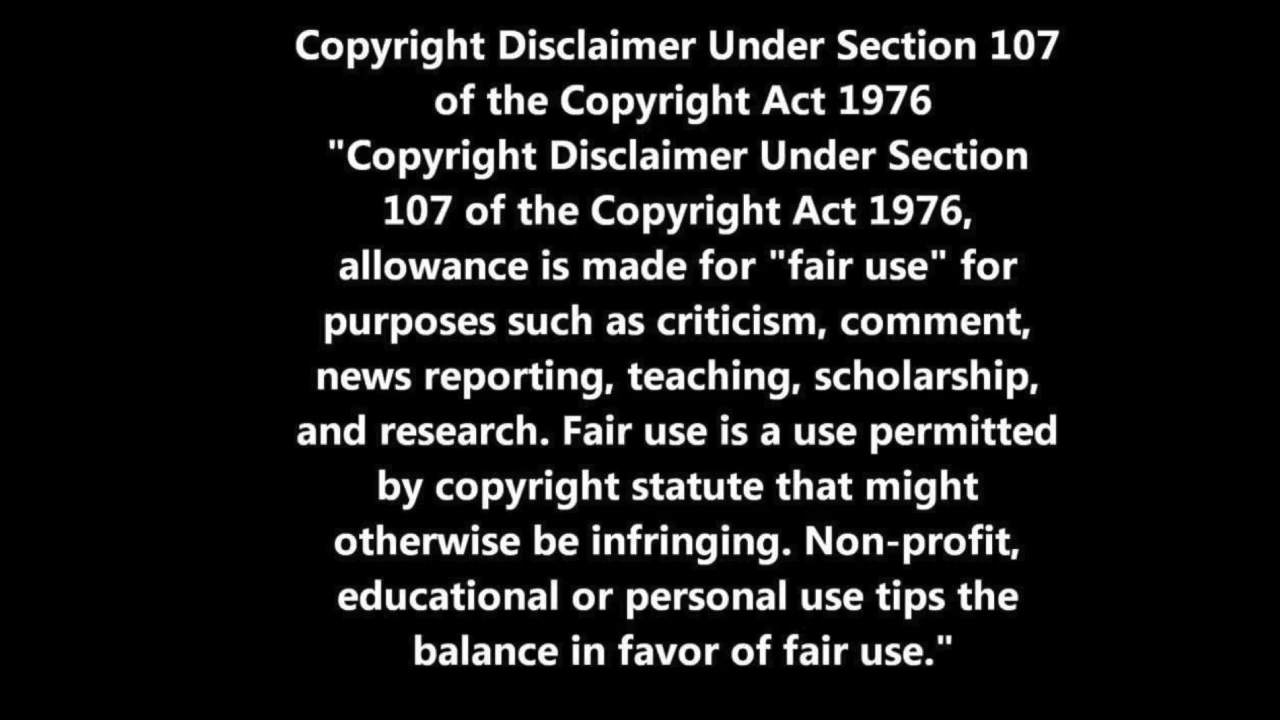 Copyright Disclaimer Under Section 107
of the Copyright Act 1976
"Copyright Disclaimer Under Section
107 of the Copyright Act 1976,
allowance is made for "fair use" for
purposes such as criticism, comment,
news reporting, teaching, scholarship,
and research. Fair use is a use permitted
by copyright statute that might
otherwise be infringing. Non-profit,
educational or personal use tips the
balance in favor of fair use."